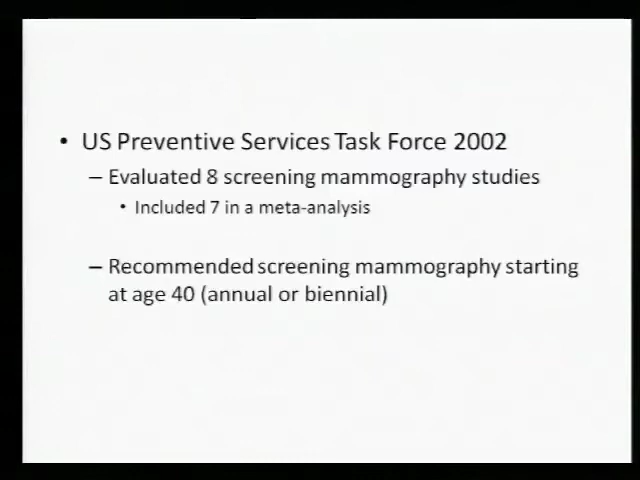 • US Preventive Services Task Force 2002
– Evaluated 8 screening mammography studies
• Included 7 in a meta-analysis
– Recommended screening mammography starting
at age 40 (annual or biennial)